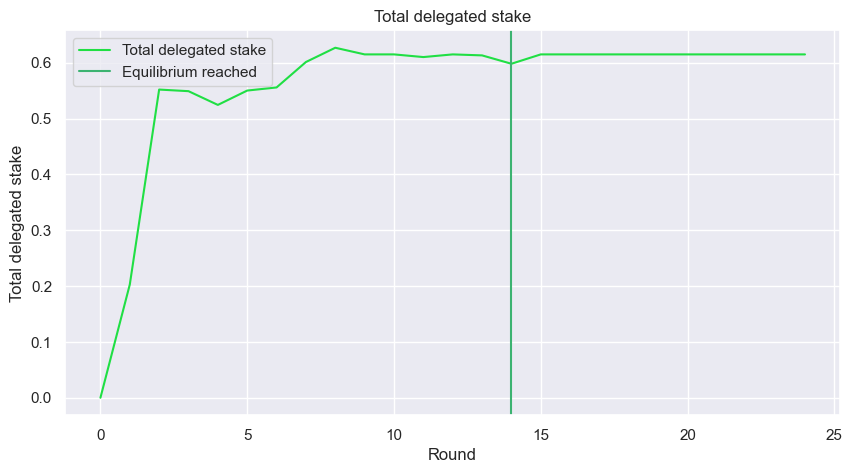 Total delegated stake
Total delegated stake
Equilibrium reached
Total delegated stake
0.6
0.5
0.4
0.3
0.2
0.1
0.0
0
5
10
15
20
25
Round